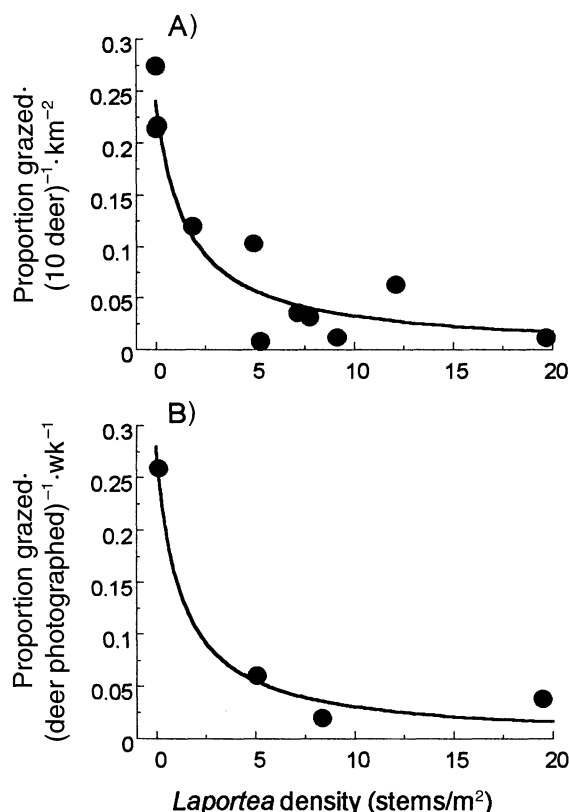 A)
Proportion grazed·
(10 deer)⁻¹·km⁻²
0.3
0.25
0.2
0.15
0.1
0.05
0
0 5 10 15 20
B)
Proportion grazed·
(deer photographed)⁻¹·wk⁻¹
0.3
0.25
0.2
0.15
0.1
0.05
0
0 5 10 15 20
Laportea density (stems/m²)